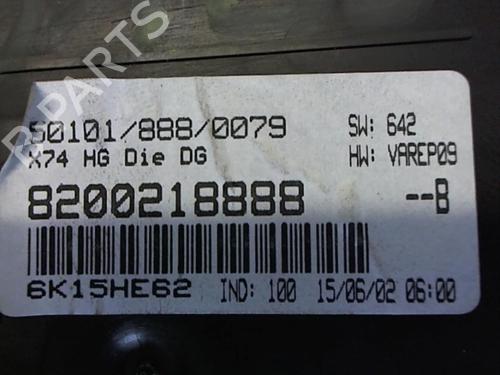 50101/888/0079 SW: 642
X74 HG Die DG HW: VAREP09
8200218888 --B
6K15HE62 IND: 100 15/06/02 06:00
B-PARTS